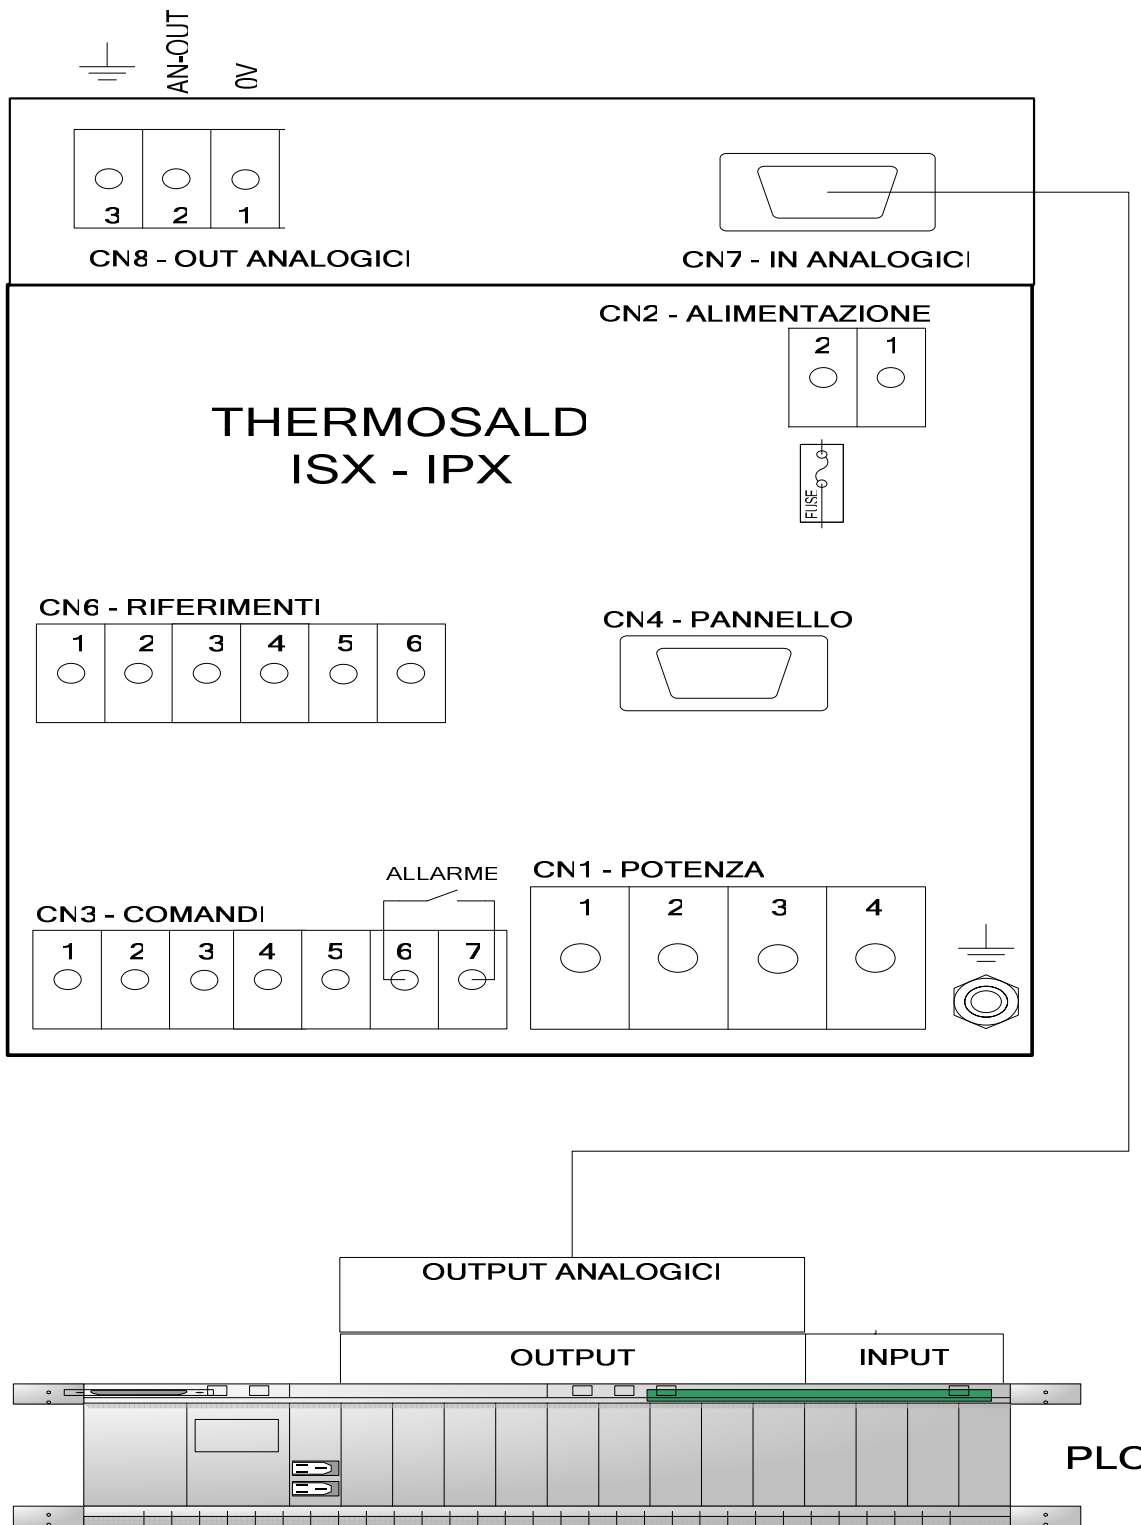 AN-OUT
0V
3 2 1
CN8 - OUT ANALOGICI
CN7 - IN ANALOGICI
CN2 - ALIMENTAZIONE
2 1
THERMOSALD
ISX - IPX
FUSE
CN6 - RIFERIMENTI
1 2 3 4 5 6
CN4 - PANNELLO
ALLARME
CN1 - POTENZA
1 2 3 4
CN3 - COMANDI
1 2 3 4 5 6 7
OUTPUT ANALOGICI
OUTPUT
INPUT
PLC